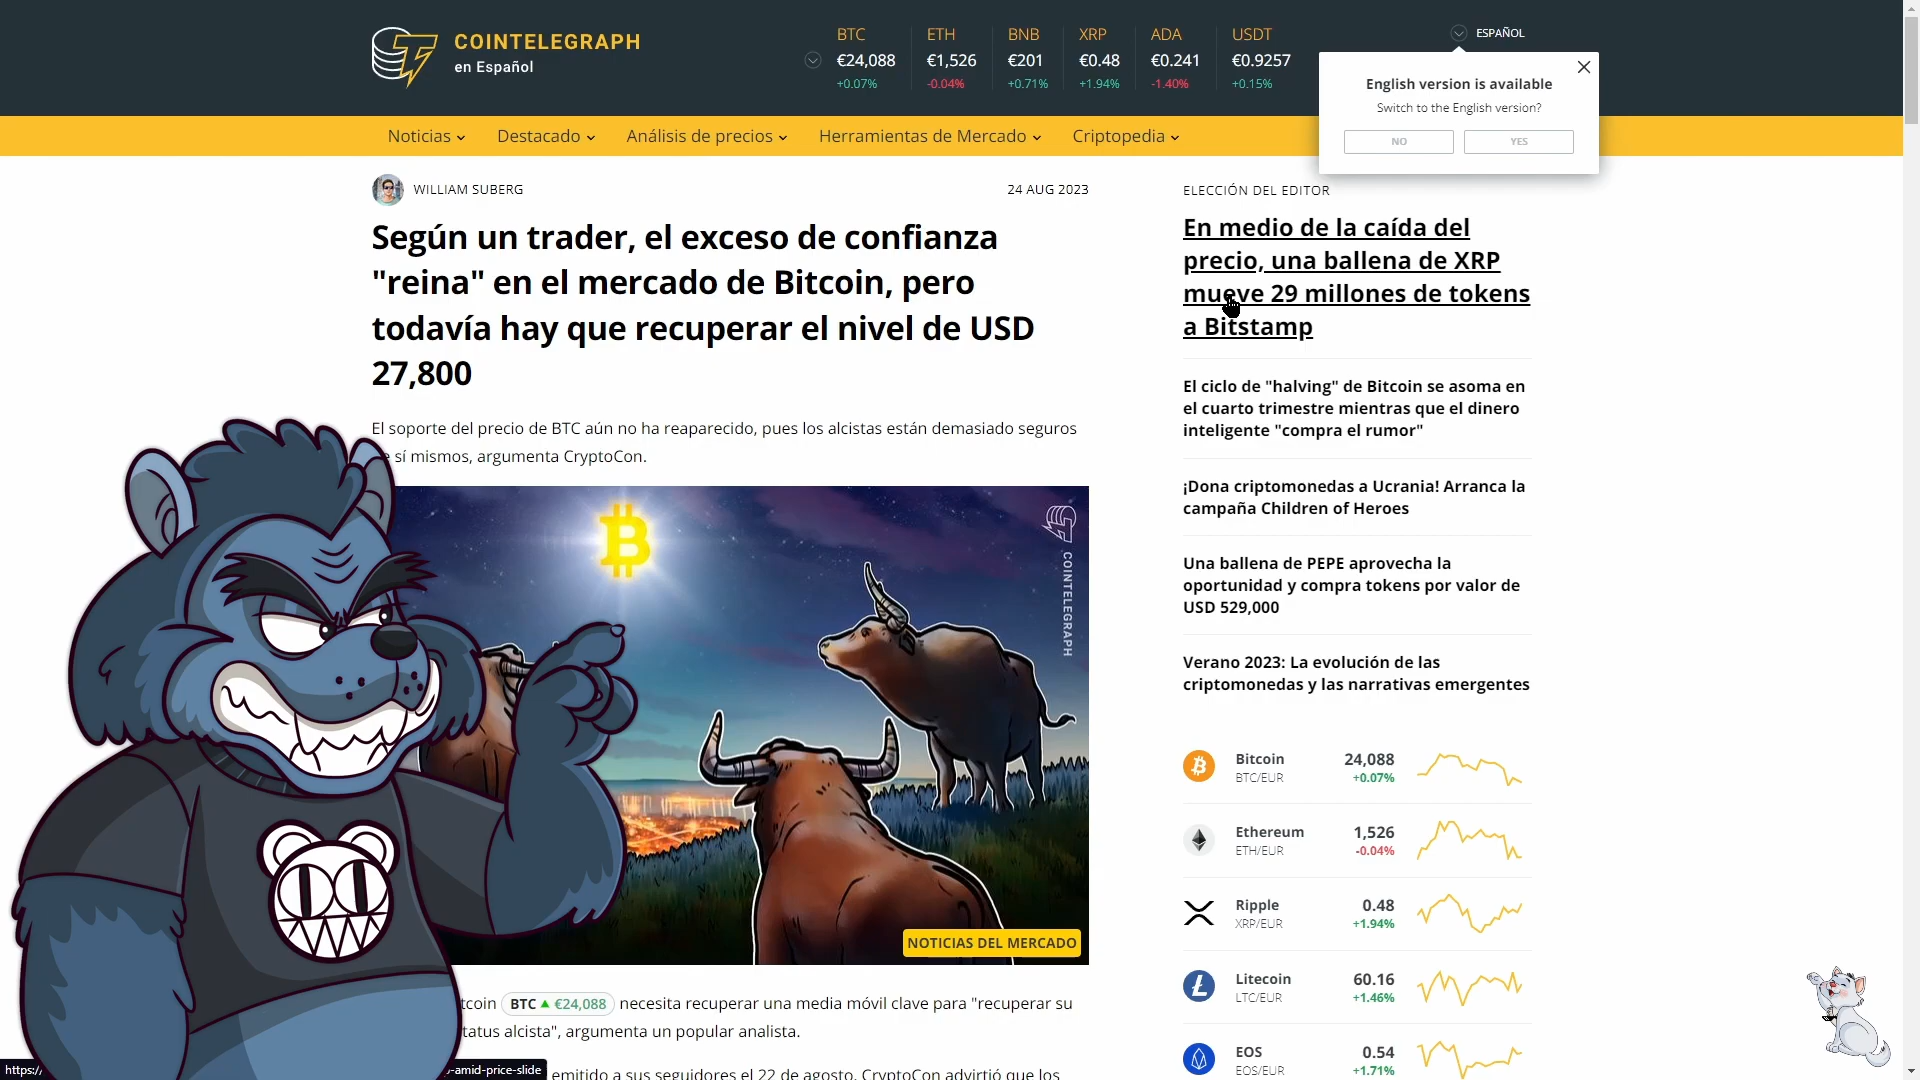 COINTELEGRAPH
en Español
BTC
€24,088
+0.07%
ETH
€1,526
-0.04%
BNB
€201
+0.71%
XRP
€0.48
+1.94%
ADA
€0.241
-1.40%
USDT
€0.9257
+0.15%
ESPAÑOL
English version is available
Switch to the English version?
NO
YES
Noticias
Destacado
Análisis de precios
Herramientas de Mercado
Criptopedia
WILLIAM SUBERG
24 AUG 2023
Según un trader, el exceso de confianza
"reina" en el mercado de Bitcoin, pero
todavía hay que recuperar el nivel de USD
27,800
El soporte del precio de BTC aún no ha reaparecido, pues los alcistas están demasiado seguros
sí mismos, argumenta CryptoCon.
COINTELEGRAPH
NOTICIAS DEL MERCADO
tcoin BTC ▲ €24,088 necesita recuperar una media móvil clave para "recuperar su
tatus alcista", argumenta un popular analista.
emitido a sus seguidores el 22 de agosto, CryptoCon advirtió que los
https:/
-amid-price-slide
ELECCIÓN DEL EDITOR
En medio de la caída del
precio, una ballena de XRP
mueve 29 millones de tokens
a Bitstamp
El ciclo de "halving" de Bitcoin se asoma en
el cuarto trimestre mientras que el dinero
inteligente "compra el rumor"
¡Dona criptomonedas a Ucrania! Arranca la
campaña Children of Heroes
Una ballena de PEPE aprovecha la
oportunidad y compra tokens por valor de
USD 529,000
Verano 2023: La evolución de las
criptomonedas y las narrativas emergentes
Bitcoin 24,088
BTC/EUR +0.07%
Ethereum 1,526
ETH/EUR -0.04%
Ripple 0.48
XRP/EUR +1.94%
Litecoin 60.16
LTC/EUR +1.46%
EOS 0.54
EOS/EUR +1.71%